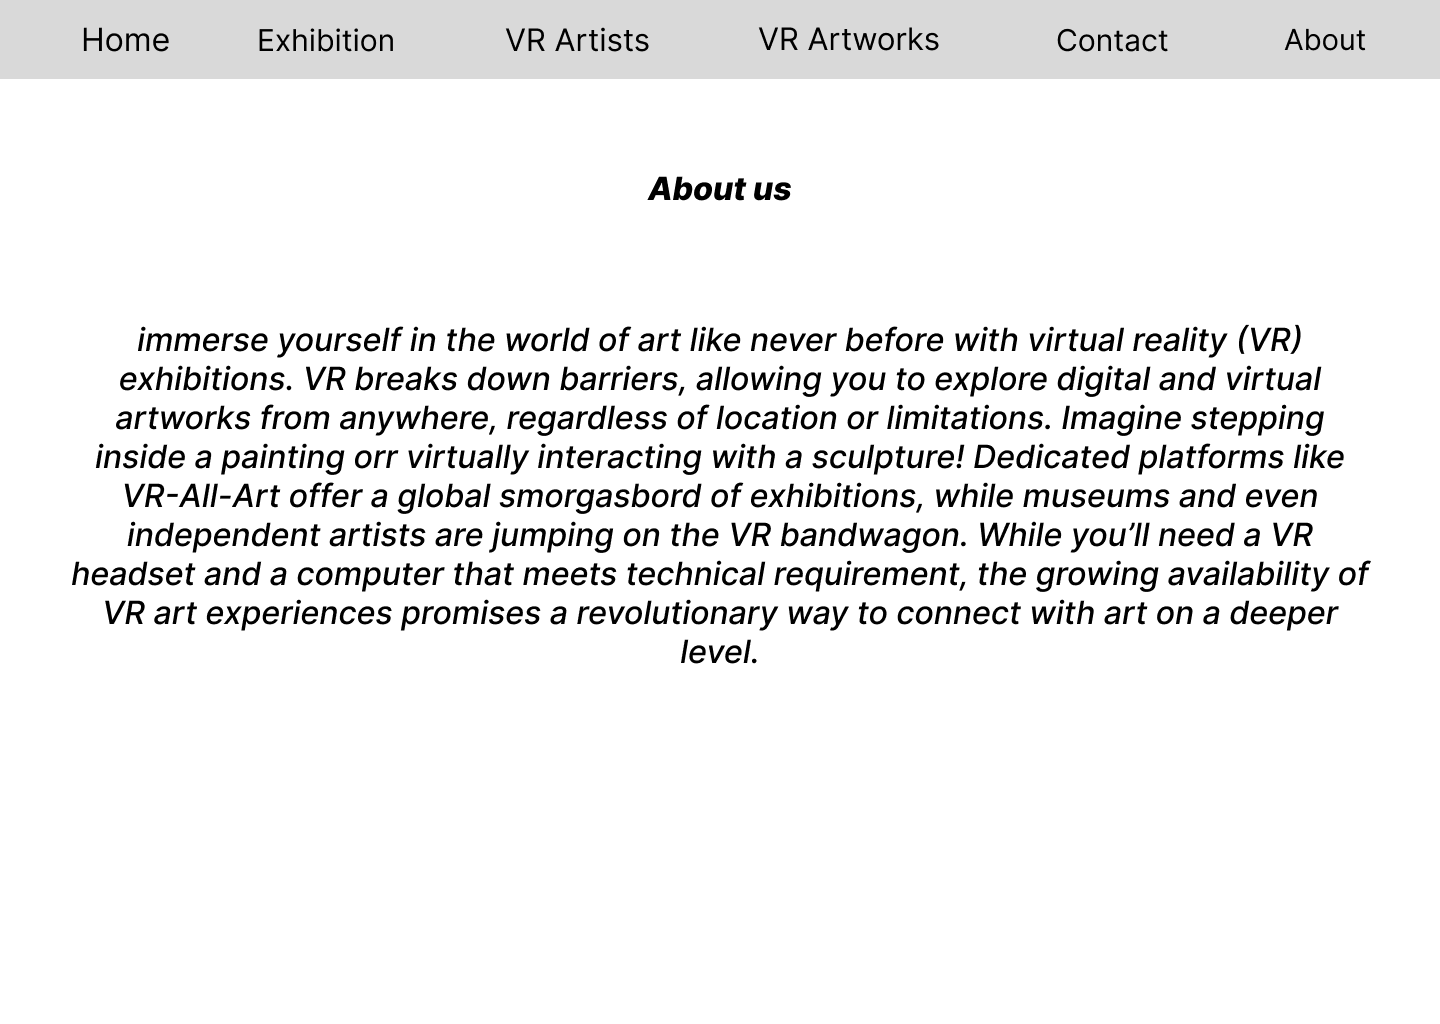 Home Exhibition VR Artists VR Artworks Contact About
About us
immerse yourself in the world of art like never before with virtual reality (VR)
exhibitions. VR breaks down barriers, allowing you to explore digital and virtual
artworks from anywhere, regardless of location or limitations. Imagine stepping
inside a painting orr virtually interacting with a sculpture! Dedicated platforms like
VR-All-Art offer a global smorgasbord of exhibitions, while museums and even
independent artists are jumping on the VR bandwagon. While you’ll need a VR
headset and a computer that meets technical requirement, the growing availability of
VR art experiences promises a revolutionary way to connect with art on a deeper
level.